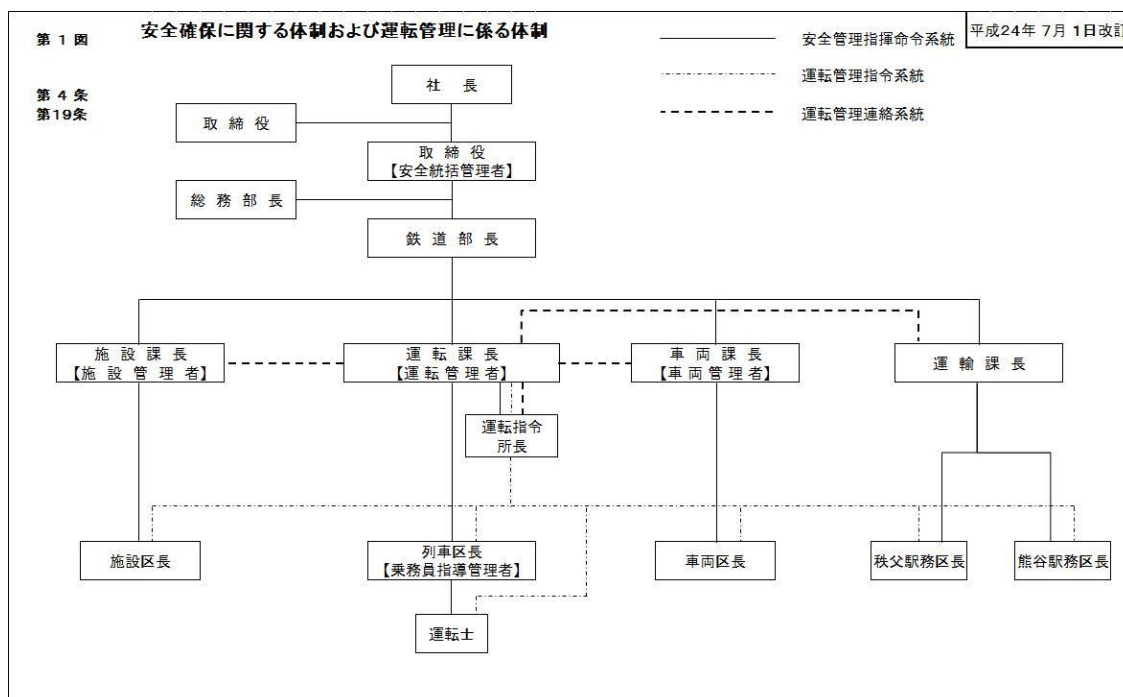 第 1 図
安全確保に関する体制および運転管理に係る体制
平成24年 7月 1日改訂
安全管理指揮命令系統
運転管理指令系統
運転管理連絡系統
第 4 条
第19条
社 長
取 締 役
取 締 役
【安全統括管理者】
総 務 部 長
鉄 道 部 長
施 設 課 長
【施 設 管 理 者】
運 転 課 長
【運 転 管 理 者】
車 両 課 長
【車 両 管 理 者】
運 輸 課 長
運転指令
所長
施設区長
列車区長
【乗務員指導管理者】
車両区長
秩父駅務区長
熊谷駅務区長
運転士